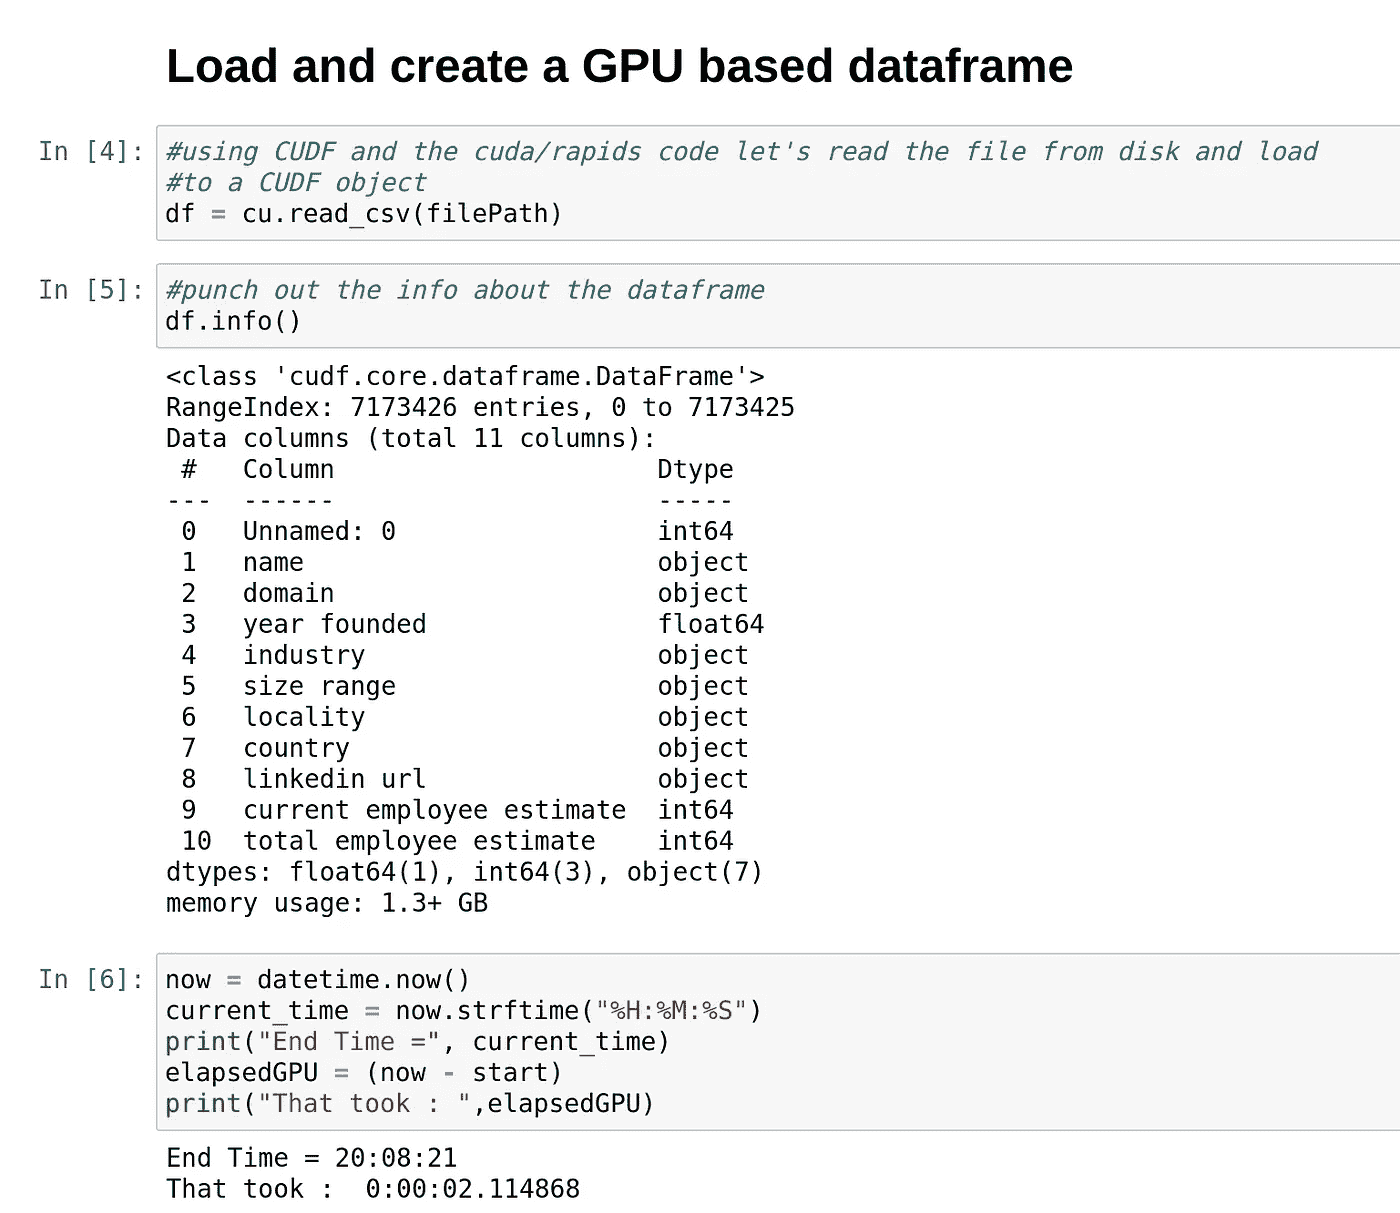 Load and create a GPU based dataframe
In [4]:
#using CUDF and the cuda/rapids code let's read the file from disk and load
#to a CUDF object
df = cu.read_csv(filePath)
In [5]:
#punch out the info about the dataframe
df.info()
<class 'cudf.core.dataframe.DataFrame'>
RangeIndex: 7173426 entries, 0 to 7173425
Data columns (total 11 columns):
 #   Column                     Dtype
---  ------                     -----
 0   Unnamed: 0                 int64
 1   name                       object
 2   domain                     object
 3   year founded               float64
 4   industry                   object
 5   size range                 object
 6   locality                   object
 7   country                    object
 8   linkedin url               object
 9   current employee estimate  int64
 10  total employee estimate    int64
dtypes: float64(1), int64(3), object(7)
memory usage: 1.3+ GB
In [6]:
now = datetime.now()
current_time = now.strftime("%H:%M:%S")
print("End Time =", current_time)
elapsedGPU = (now - start)
print("That took : ",elapsedGPU)
End Time = 20:08:21
That took :  0:00:02.114868